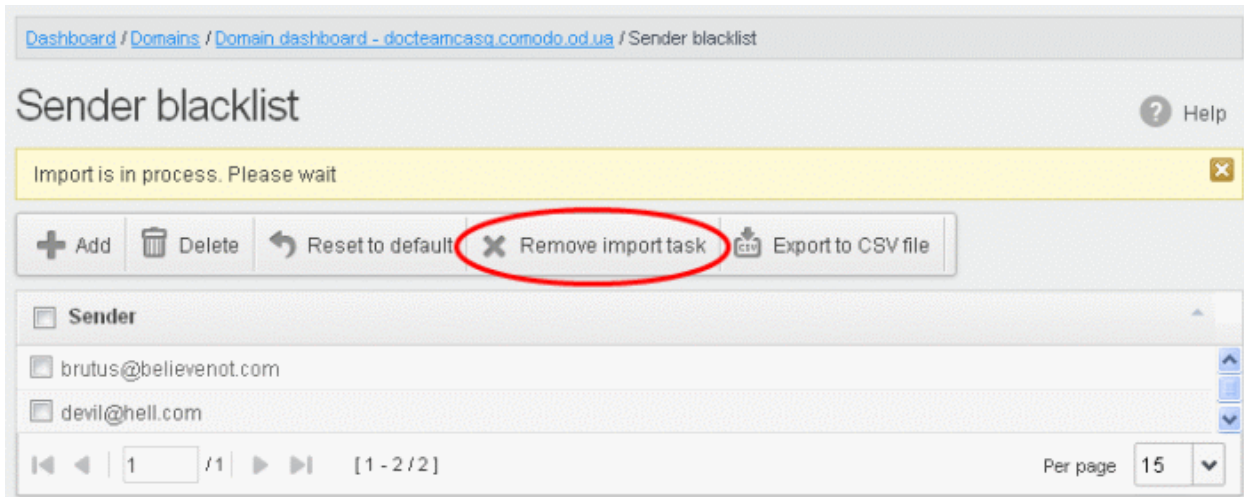 Dashboard / Domains / Domain dashboard - docteamcasg.comodo.od.ua / Sender blacklist
Sender blacklist
Help
Import is in process. Please wait
Add Delete Reset to default Remove import task CSV Export to CSV file
Sender
brutus@believenot.com
devil@hell.com
1 /1 [1 - 2 / 2] Per page 15